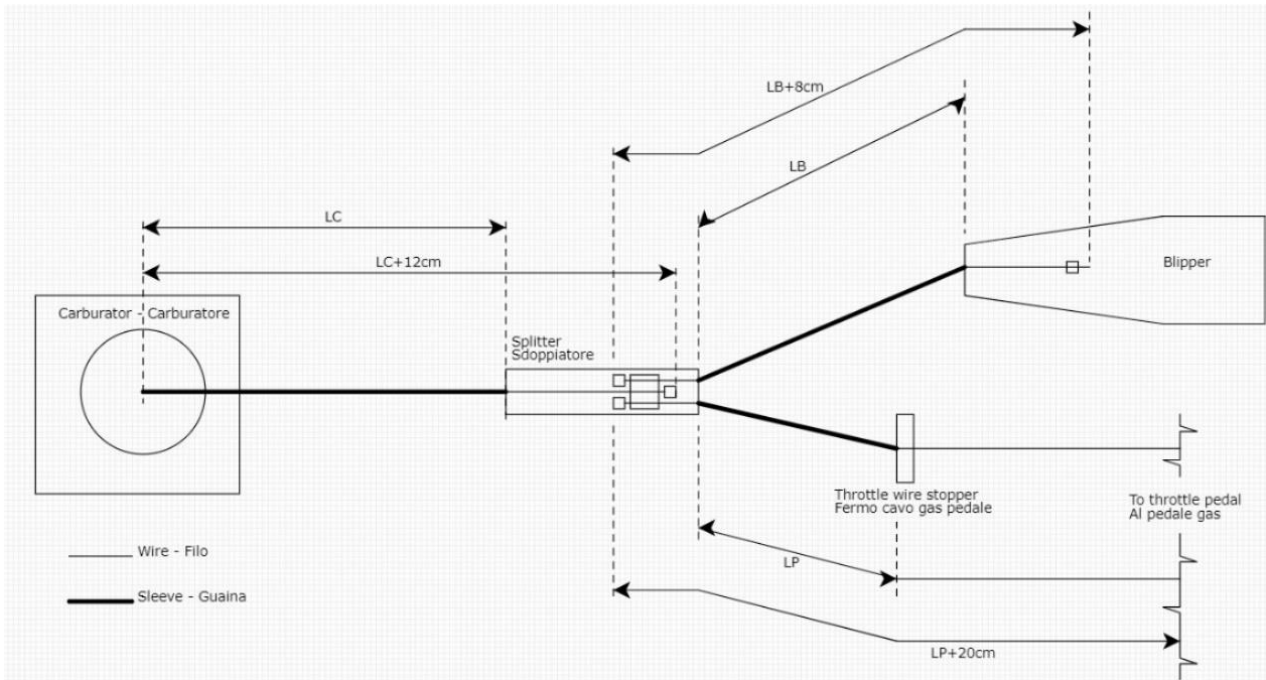 LB+8cm
LB
LC
LC+12cm
Blipper
Carburator - Carburatore
Splitter
Sdoppiatore
Throttle wire stopper
Fermo cavo gas pedale
To throttle pedal
Al pedale gas
Wire - Filo
LP
Sleeve - Guaina
LP+20cm